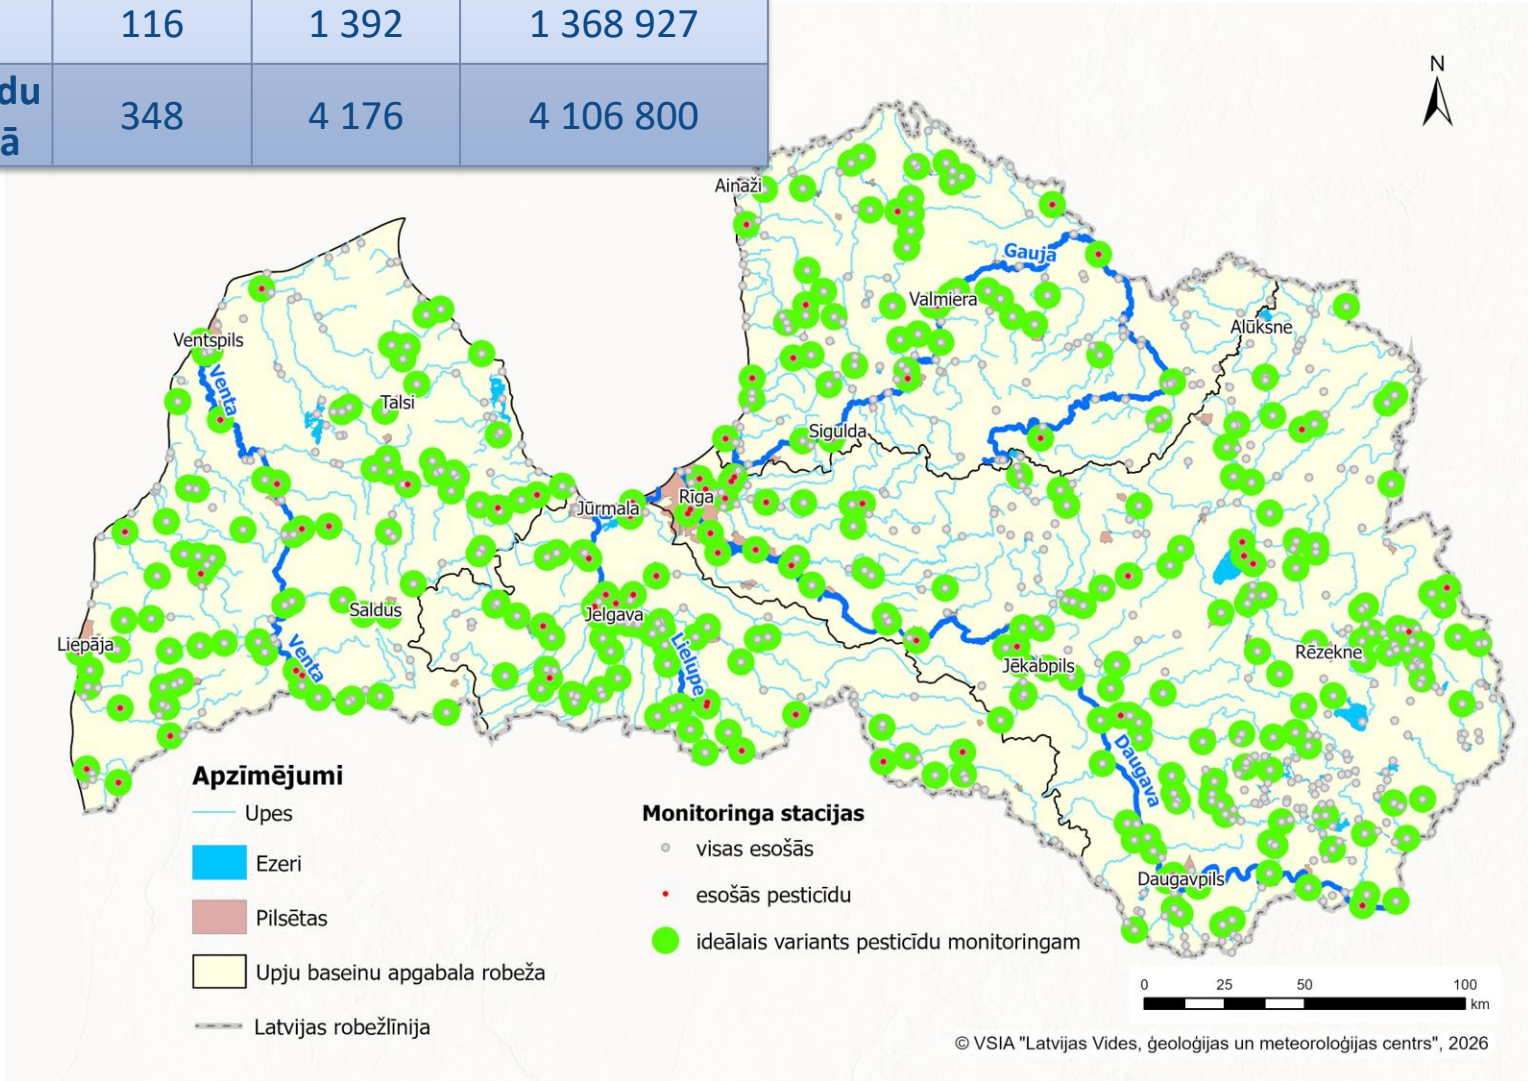 116 1 392 1 368 927
du
ā 348 4 176 4 106 800
N
Ainaži
Gauja
Valmiera
Alūksne
Ventspils
Venta
Talsi
Sigulda
Rīga
Jūrmala
Saldus
Jelgava
Liepāja
Lielupe
Venta
Jēkabpils
Rēzekne
Daugava
Daugavpils
Apzīmējumi
Upes
Ezeri
Pilsētas
Upju baseinu apgabala robeža
Latvijas robežlīnija
Monitoringa stacijas
visas esošās
esošās pesticīdu
ideālais variants pesticīdu monitoringam
0 25 50 100
km
© VSIA "Latvijas Vides, ģeoloģijas un meteoroloģijas centrs", 2026